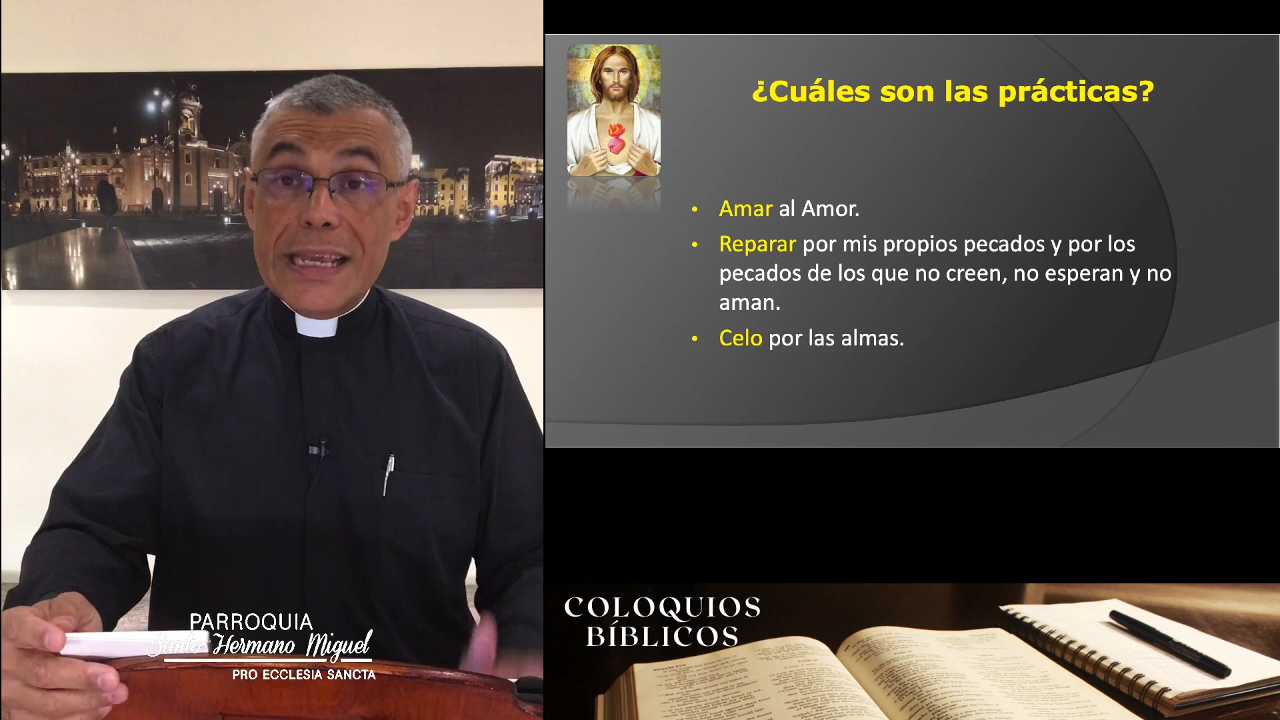 ¿Cuáles son las prácticas?
• Amar al Amor.
• Reparar por mis propios pecados y por los
pecados de los que no creen, no esperan y no
aman.
• Celo por las almas.
PARROQUIA
Santo Hermano Miguel
PRO ECCLESIA SANCTA
COLOQUIOS
BÍBLICOS